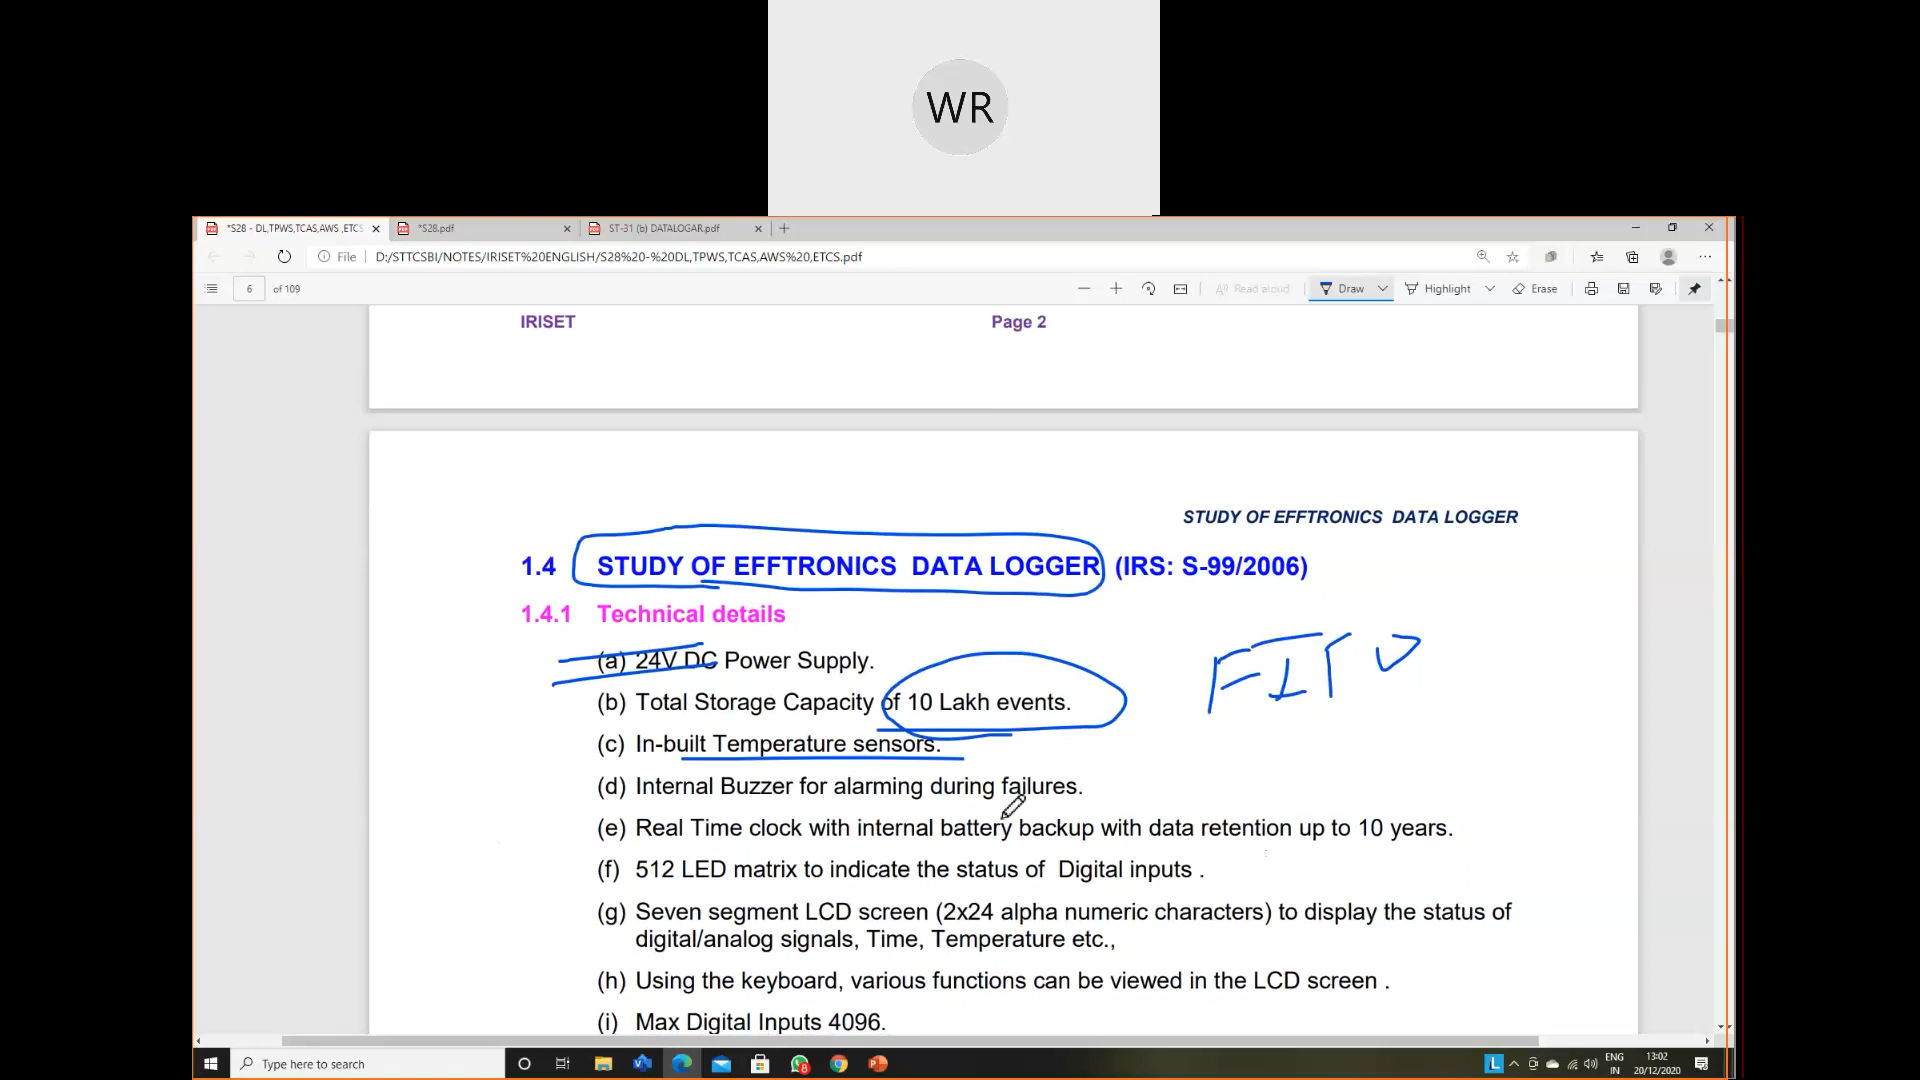 WR
*S28 - DL,TPWS,TCAS,AWS ,ETCS
*S28.pdf
ST-31 (b) DATALOGAR.pdf
File
D:/STTCSBI/NOTES/IRISET%20ENGLISH/S28%20-%20DL,TPWS,TCAS,AWS%20,ETCS.pdf
6 of 109
Read aloud
Draw
Highlight
Erase
IRISET Page 2
STUDY OF EFFTRONICS DATA LOGGER
1.4 STUDY OF EFFTRONICS DATA LOGGER (IRS: S-99/2006)
1.4.1 Technical details
(a) 24V DC Power Supply.
(b) Total Storage Capacity of 10 Lakh events.
(c) In-built Temperature sensors.
(d) Internal Buzzer for alarming during failures.
(e) Real Time clock with internal battery backup with data retention up to 10 years.
(f) 512 LED matrix to indicate the status of Digital inputs .
(g) Seven segment LCD screen (2x24 alpha numeric characters) to display the status of
digital/analog signals, Time, Temperature etc.,
(h) Using the keyboard, various functions can be viewed in the LCD screen .
(i) Max Digital Inputs 4096.
Type here to search
8
L
ENG
IN
13:02
20/12/2020